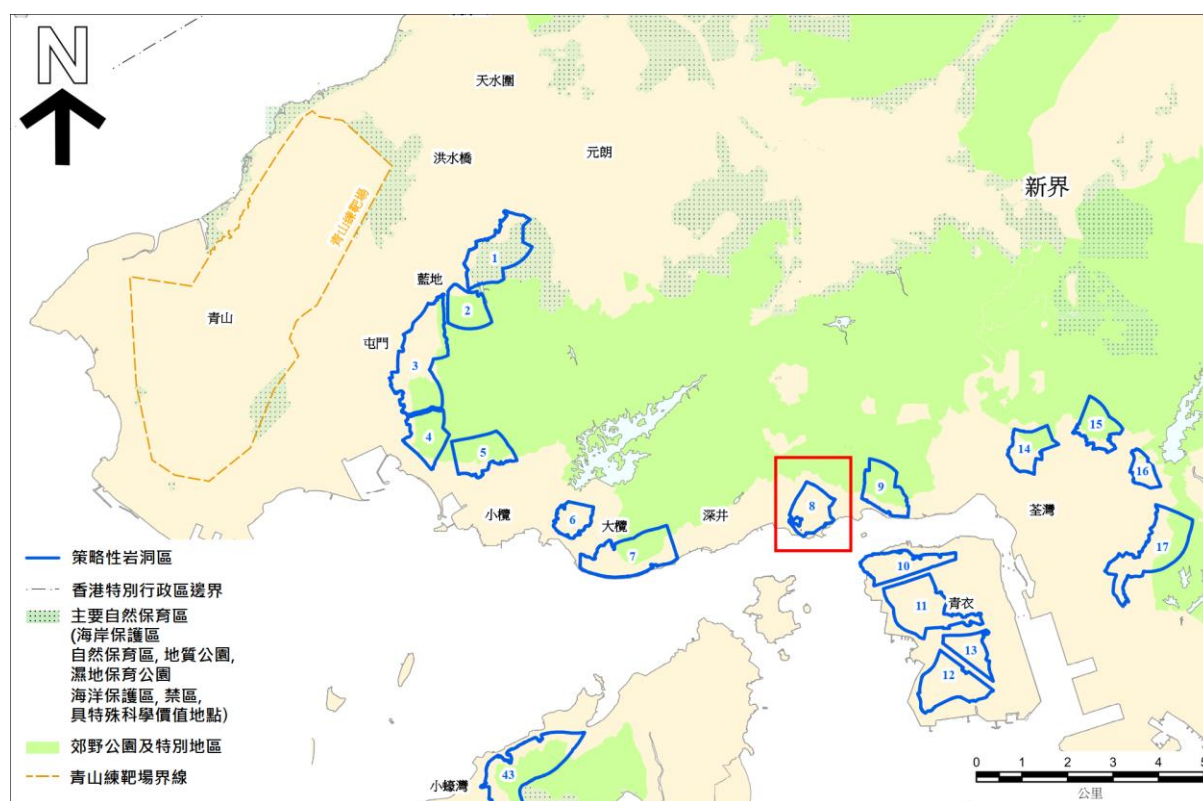 N
天水圍
洪水橋
元朗
新界
青山練靶場
1
藍地
2
青山
屯門
3
4
5
15
14
16
9
8
小欖
6
大欖
深井
荃灣
7
17
10
11
青衣
13
12
策略性岩洞區
香港特別行政區邊界
主要自然保育區
(海岸保護區
自然保育區, 地質公園,
濕地保育公園
海洋保護區, 禁區,
具特殊科學價值地點)
郊野公園及特別地區
青山練靶場界線
小蠔灣
43
0 1 2 3 4 5
公里